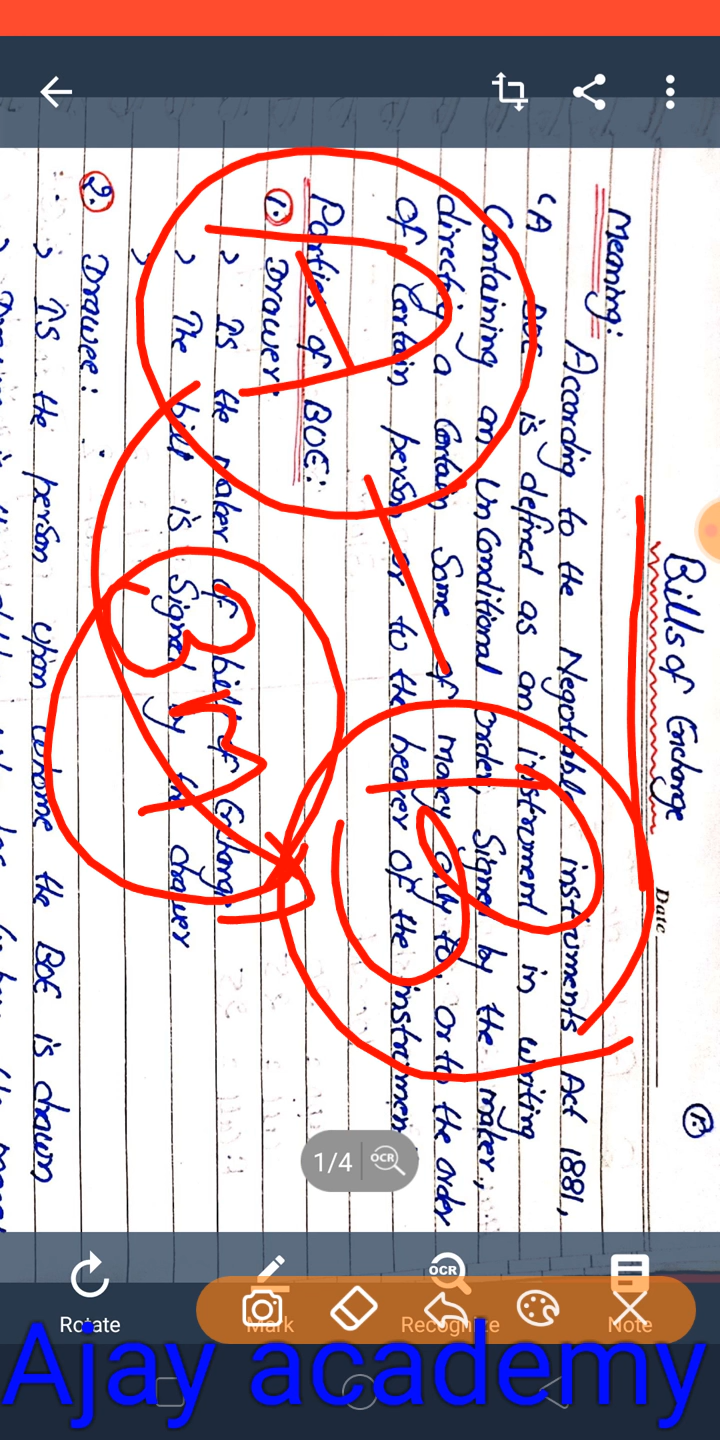 Bills of Exchange
Date
1.
Meaning:
According to the Negotiable instruments Act 1881,
"A BOE is defined as an instrument in writing
Containing an UnConditional order, Signed by the maker,
directing a Certain Some of money only to, or to the order
of Certain person or to the bearer of the instrumen
Parties of BOE:
1. Drawer
> Is the maker of bill of Exchange
> The bill is Signed by the drawer
2. Drawee:
> Is the person upon whome the BOE is drawn
1/4
OCR
OCR
Rotate
Mark
Recognize
Note
Ajay academy